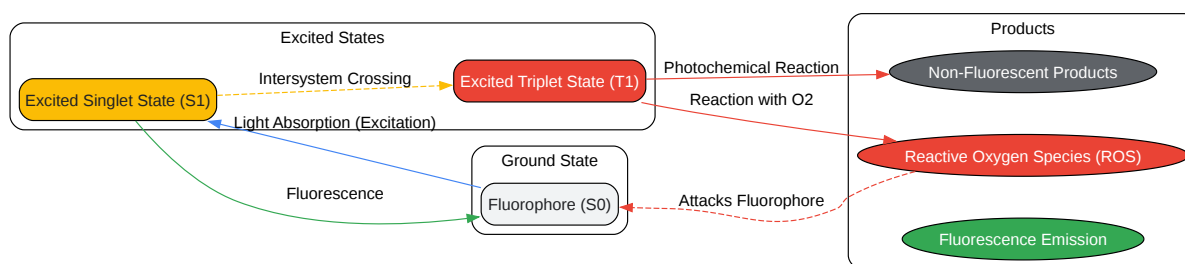 Products
Excited States
Photochemical Reaction
Non-Fluorescent Products
Intersystem Crossing
Excited Triplet State (T1)
Excited Singlet State (S1)
Reaction with O2
Light Absorption (Excitation)
Ground State
Reactive Oxygen Species (ROS)
Fluorescence
Attacks Fluorophore
Fluorophore (S0)
Fluorescence Emission